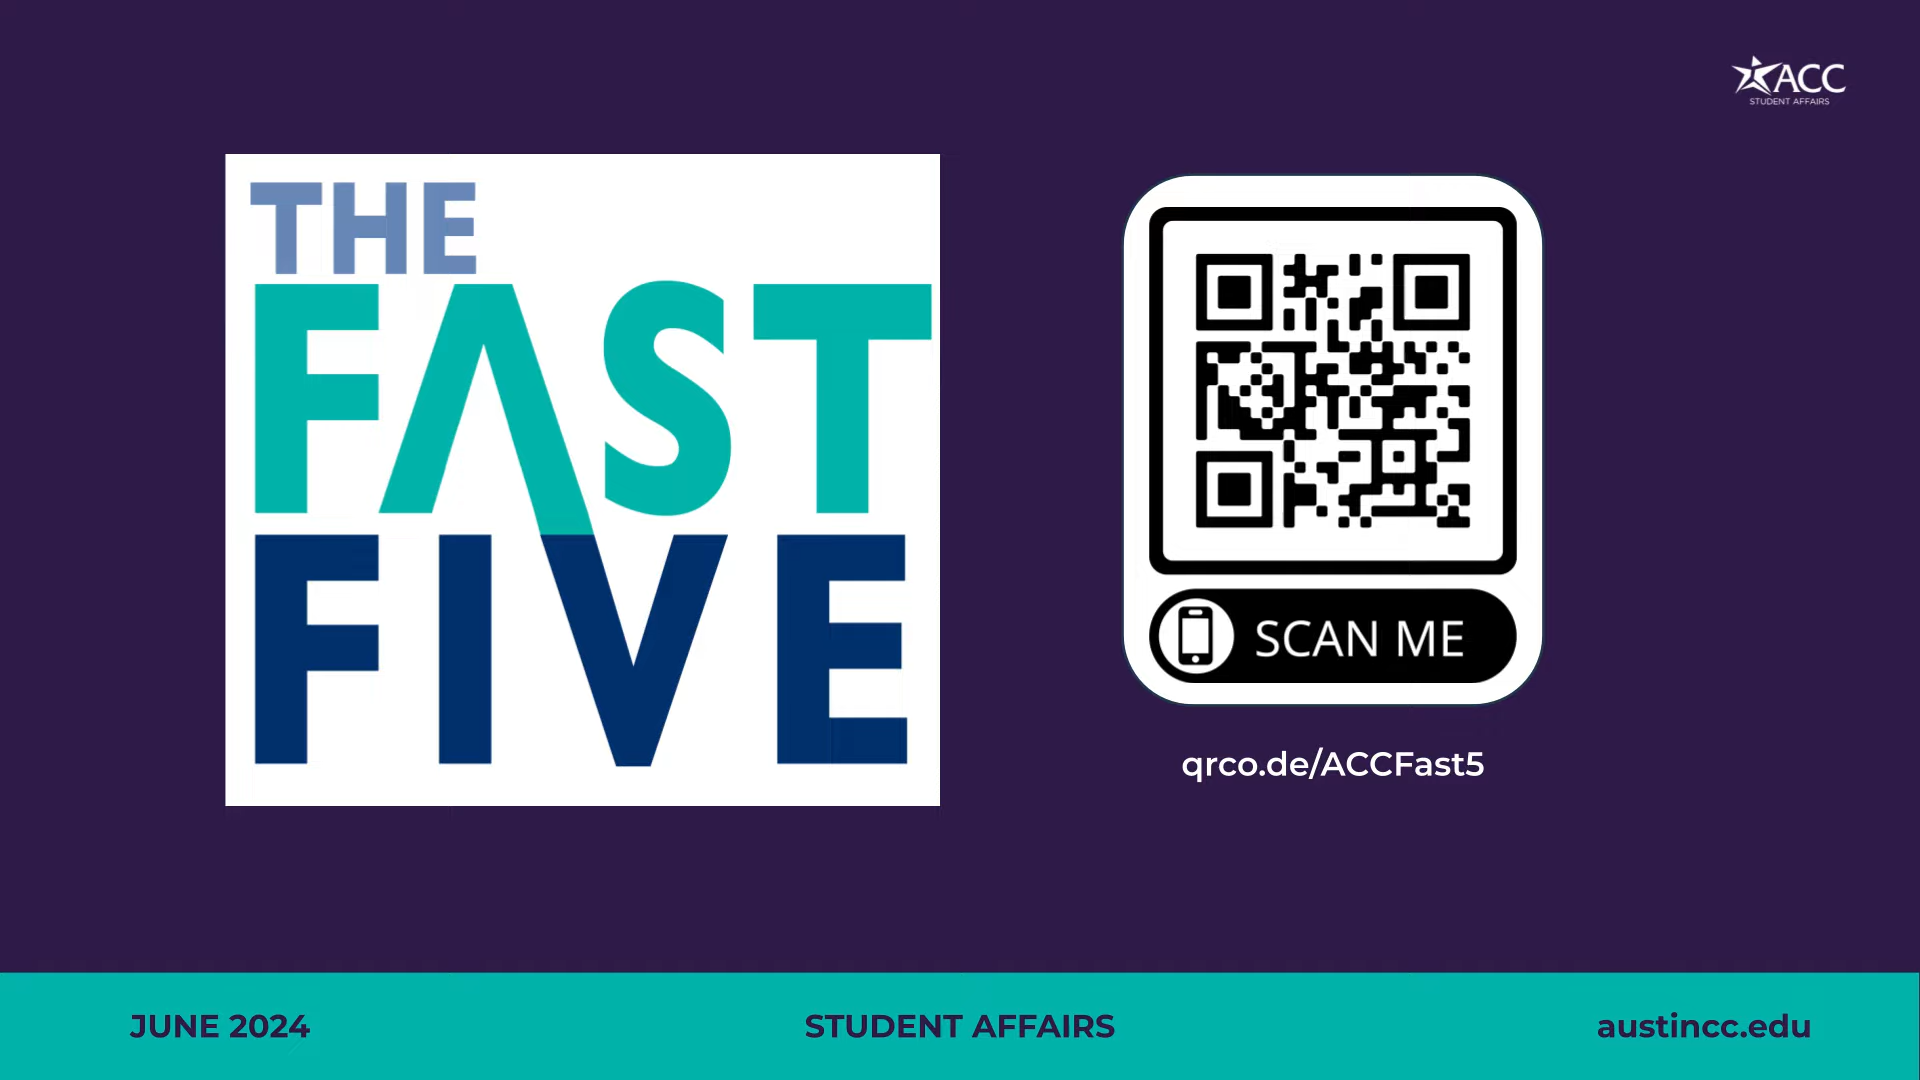 ACC
STUDENT AFFAIRS
THE
FAST
FIVE
SCAN ME
qrco.de/ACCFast5
JUNE 2024
STUDENT AFFAIRS
austincc.edu